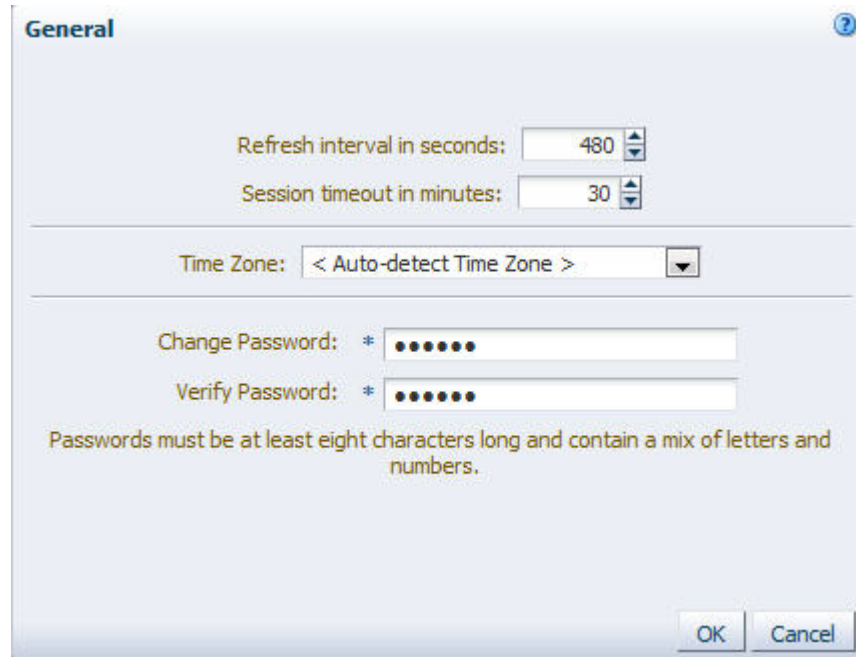 General
Refresh interval in seconds: 480
Session timeout in minutes: 30
Time Zone: < Auto-detect Time Zone >
Change Password: * ●●●●●●
Verify Password: * ●●●●●●
Passwords must be at least eight characters long and contain a mix of letters and
numbers.
OK Cancel